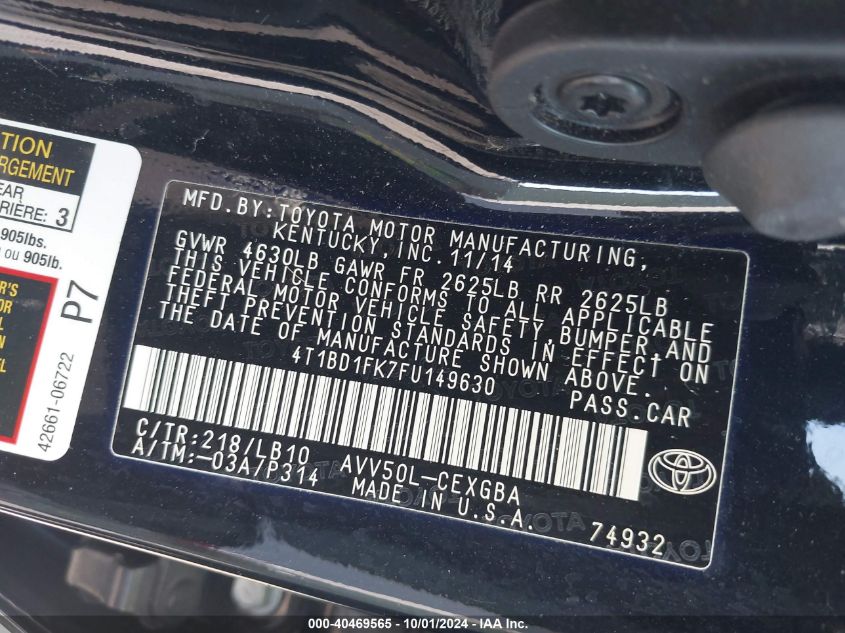 TION
RGEMENT
EAR
RRIÈRE: 3
905lbs.
ou 905lb.
R'S
OR
L
P7
42661-06722
MFD.BY:TOYOTA MOTOR MANUFACTURING,
KENTUCKY,INC.11/14
GVWR 4630LB GAWR FR 2625LB RR 2625LB
THIS VEHICLE CONFORMS TO ALL APPLICABLE
FEDERAL MOTOR VEHICLE SAFETY,BUMPER,AND
THEFT PREVENTION STANDARDS IN EFFECT ON
THE DATE OF MANUFACTURE SHOWN ABOVE.
4T1BD1FK7FU149630 PASS.CAR
C/TR:218/LB10 AVV50L-CEXGBA
A/TM:-03A/P314 MADE IN U.S.A.
74932
000-40469565 - 10/01/2024 - IAA Inc.